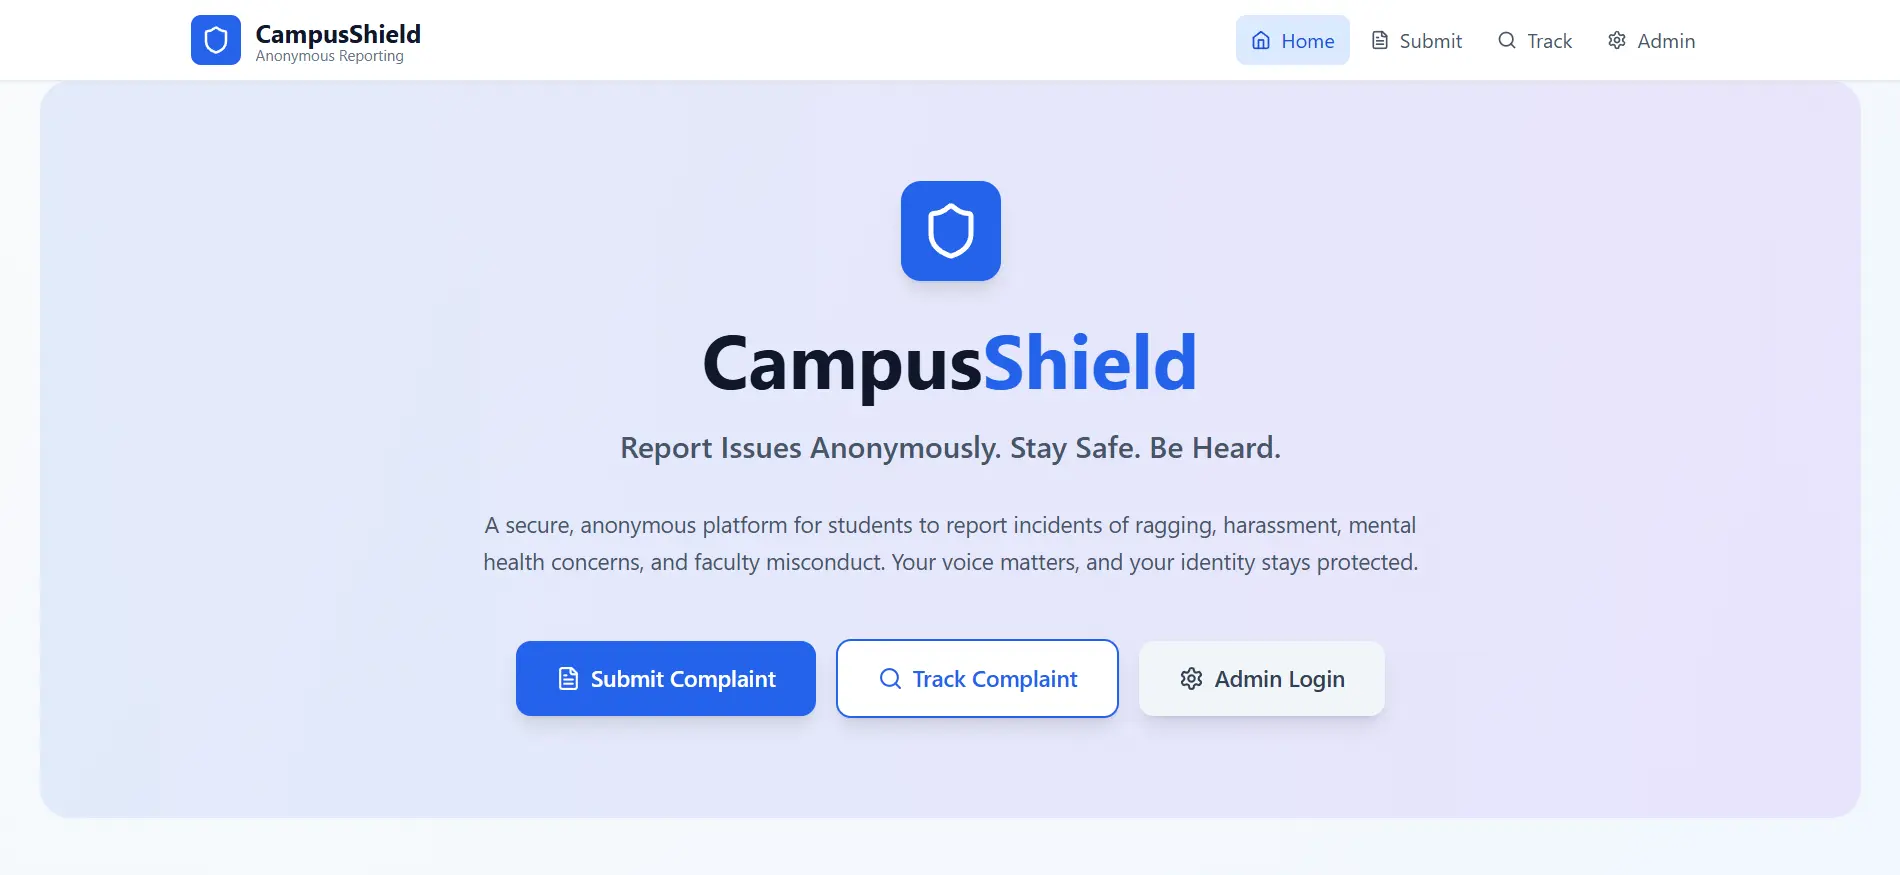 CampusShield
Anonymous Reporting
Home
Submit
Track
Admin
CampusShield
Report Issues Anonymously. Stay Safe. Be Heard.
A secure, anonymous platform for students to report incidents of ragging, harassment, mental
health concerns, and faculty misconduct. Your voice matters, and your identity stays protected.
Submit Complaint
Track Complaint
Admin Login